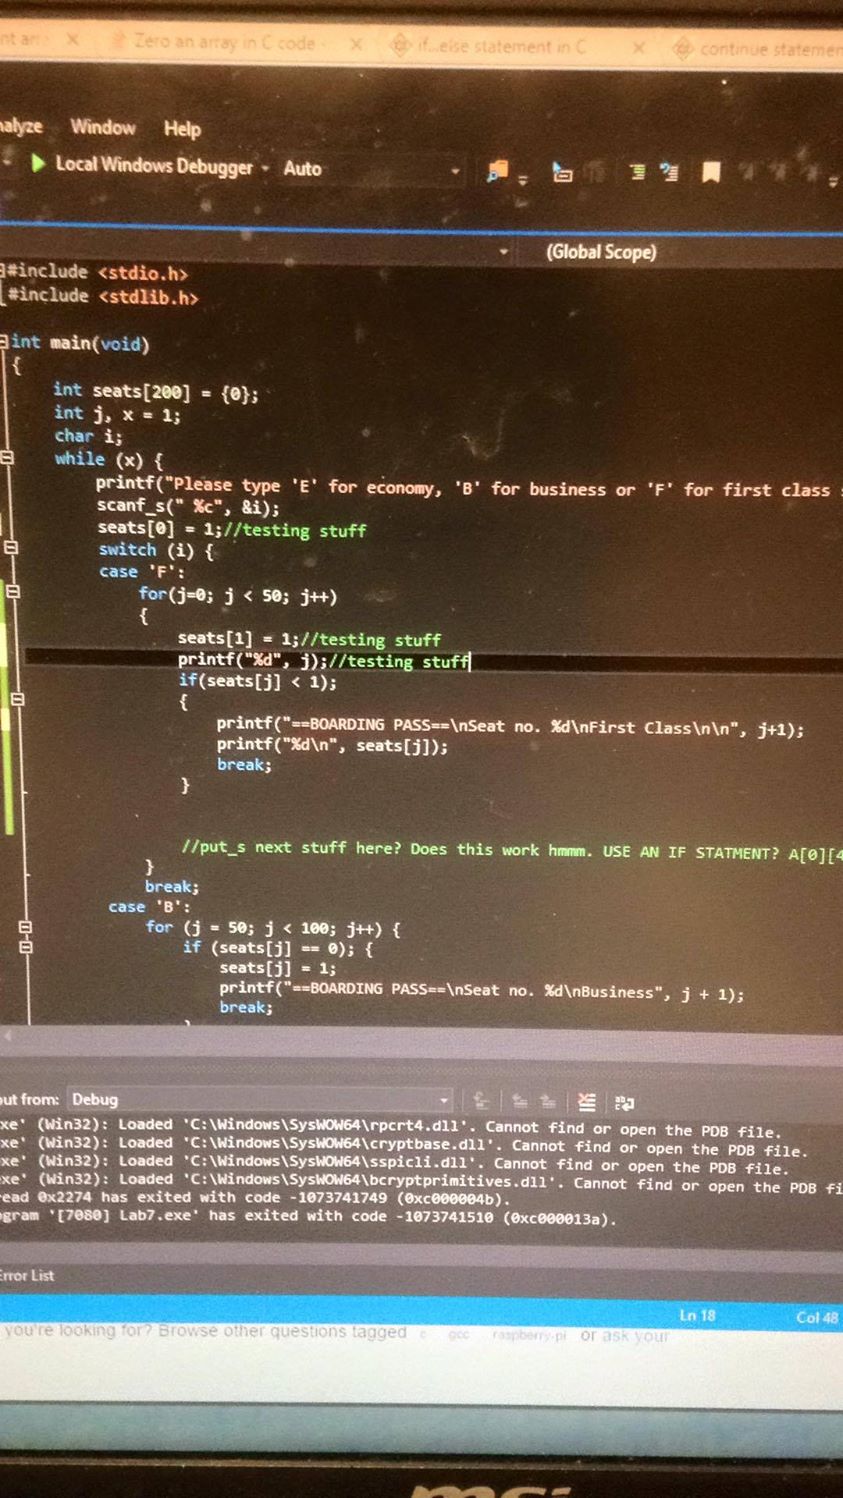 Zero an array in C code - × if...else statement in C × continue statemen
nalyze Window Help
Local Windows Debugger Auto
(Global Scope)
#include <stdio.h>
#include <stdlib.h>
int main(void)
{
int seats[200] = {0};
int j, x = 1;
char i;
while (x) {
printf("Please type 'E' for economy, 'B' for business or 'F' for first class
scanf_s(" %c", &i);
seats[0] = 1;//testing stuff
switch (i) {
case 'F':
for(j=0; j < 50; j++)
{
seats[1] = 1;//testing stuff
printf("%d", j);//testing stuff
if(seats[j] < 1);
{
printf("==BOARDING PASS==\nSeat no. %d\nFirst Class\n\n", j+1);
printf("%d\n", seats[j]);
break;
}
//put_s next stuff here? Does this work hmmm. USE AN IF STATMENT? A[0][4
}
break;
case 'B':
for (j = 50; j < 100; j++) {
if (seats[j] == 0); {
seats[j] = 1;
printf("==BOARDING PASS==\nSeat no. %d\nBusiness", j + 1);
break;
out from: Debug
xe' (Win32): Loaded 'C:\Windows\SysWOW64\rpcrt4.dll'. Cannot find or open the PDB file.
xe' (Win32): Loaded 'C:\Windows\SysWOW64\cryptbase.dll'. Cannot find or open the PDB file.
xe' (Win32): Loaded 'C:\Windows\SysWOW64\sspicli.dll'. Cannot find or open the PDB file.
xe' (Win32): Loaded 'C:\Windows\SysWOW64\bcryptprimitives.dll'. Cannot find or open the PDB fi
read 0x2274 has exited with code -1073741749 (0xc000004b).
ogram '[7080] Lab7.exe' has exited with code -1073741510 (0xc000013a).
Error List
Ln 18 Col 48
you're looking for? Browse other questions tagged c gcc raspberry-pi or ask your
msi